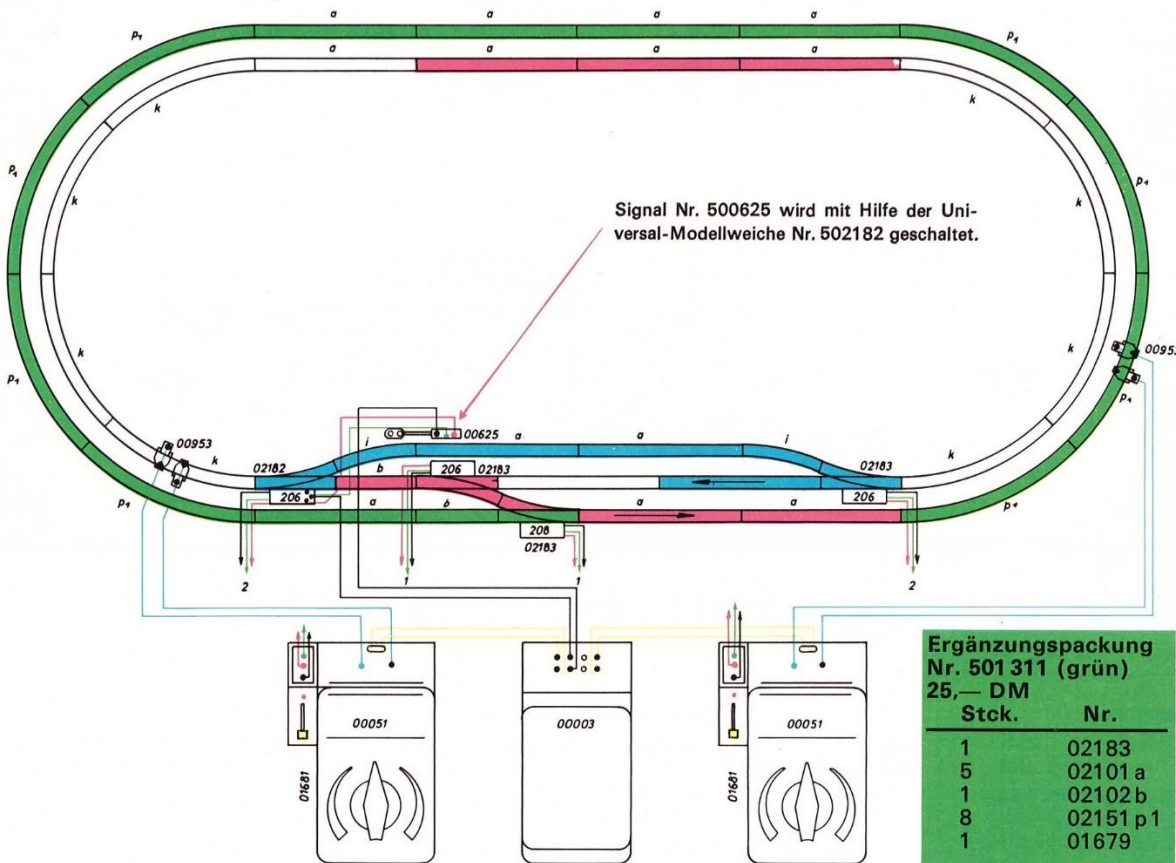 a a a a
p1 p1
a a a a
k k
p1 p1
k k
Signal Nr. 500625 wird mit Hilfe der Uni-
versal-Modellweiche Nr. 502182 geschaltet.
k k
p1 p1
00953
00953
k k
00625
i a a i
02182 b 206 02183 02183
p1 206 a b 206 p1
a a
208
02183
2 1 1 2
00051 00003 00051
01681 01681
Ergänzungspackung
Nr. 501311 (grün)
25,— DM
Stck. Nr.
1 02183
5 02101 a
1 02102 b
8 02151 p1
1 01679